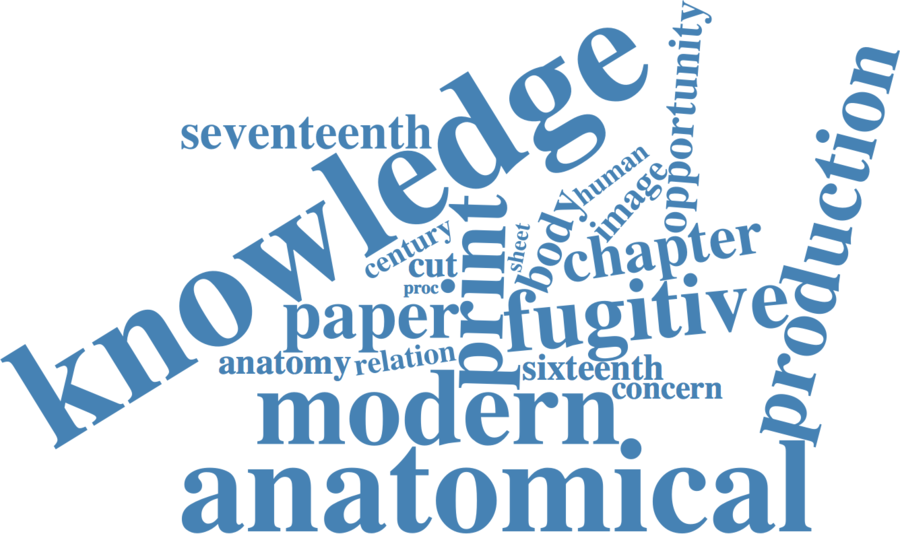 opportunity
knowledge
production
seventeenth
human
image
body
print
sheet
century
chapter
cut
proc
fugitive
paper
anatomy
relation
sixteenth
concern
modern
anatomical